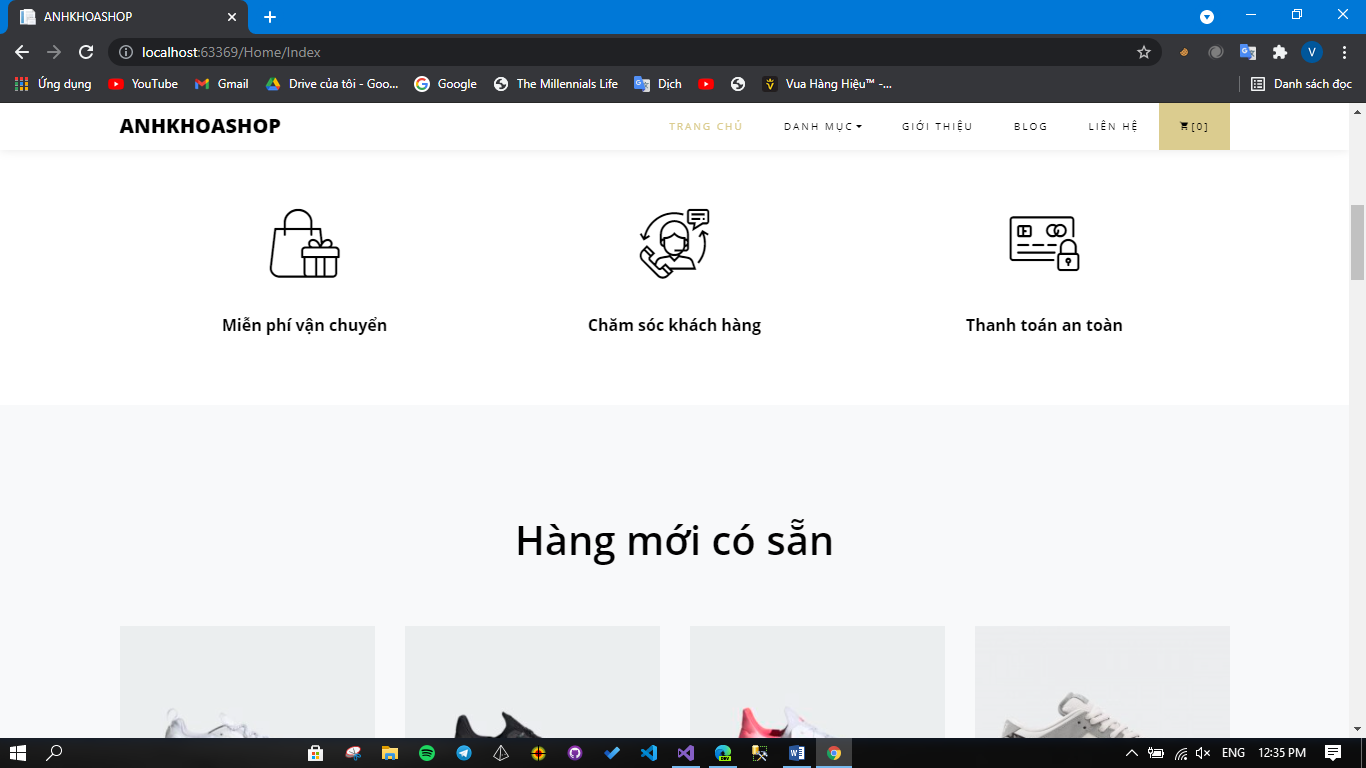 ANHKHOASHOP
localhost:63369/Home/Index
V
Ứng dụng YouTube Gmail Drive của tôi - Goo... Google The Millennials Life Dịch Vua Hàng Hiệu™ -... Danh sách đọc
ANHKHOASHOP TRANG CHỦ DANH MỤC GIỚI THIỆU BLOG LIÊN HỆ [0]
Miễn phí vận chuyển Chăm sóc khách hàng Thanh toán an toàn
Hàng mới có sẵn
ENG 12:35 PM